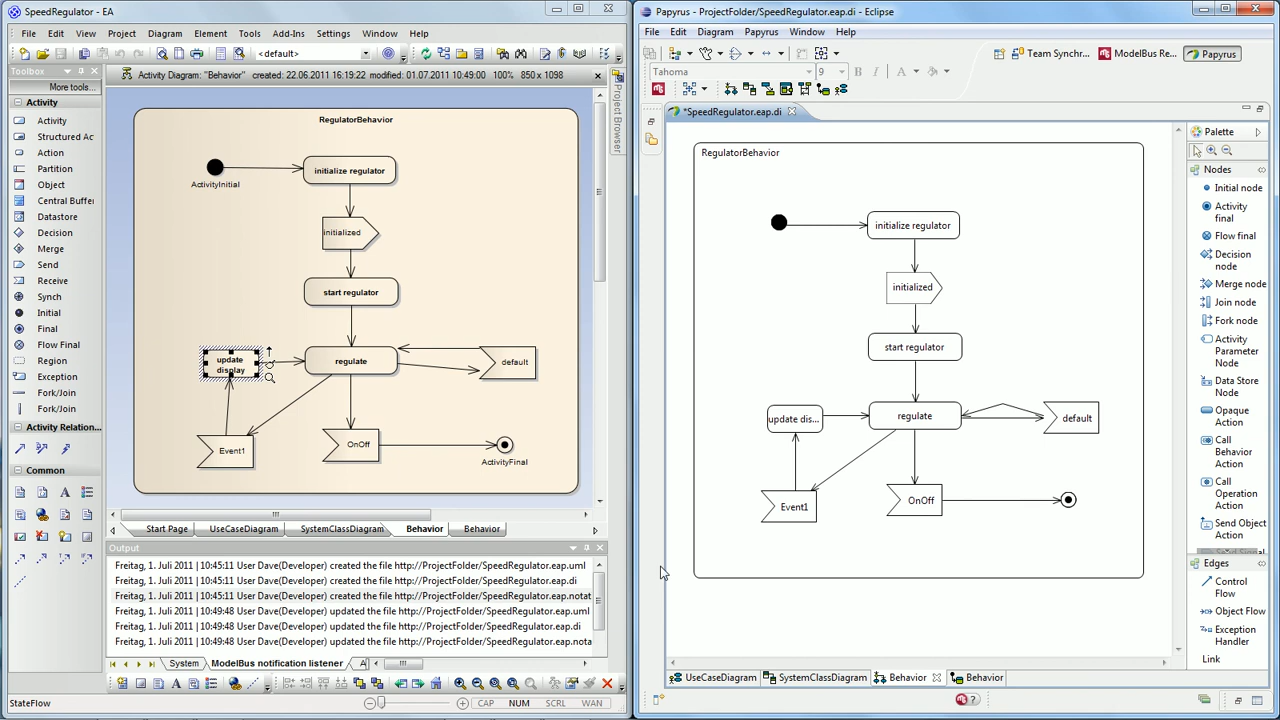 SpeedRegulator - EA
File Edit View Project Diagram Element Tools Add-Ins Settings Window Help
<default>
Toolbox
More tools...
Activity
Activity
Structured Ac
Action
Partition
Object
Central Buffe
Datastore
Decision
Merge
Send
Receive
Synch
Initial
Final
Flow Final
Region
Exception
Fork/Join
Fork/Join
Activity Relation...
Common
Activity Diagram: "Behavior" created: 22.06.2011 16:19:22 modified: 01.07.2011 10:49:00 100% 850 x 1098
Project Browser
RegulatorBehavior
ActivityInitial
initialize regulator
initialized
start regulator
update
display
regulate
default
Event1
OnOff
ActivityFinal
Start Page UseCaseDiagram SystemClassDiagram Behavior Behavior
Output
Freitag, 1. Juli 2011 | 10:45:11 User Dave(Developer) created the file http://ProjectFolder/SpeedRegulator.eap.uml
Freitag, 1. Juli 2011 | 10:45:11 User Dave(Developer) created the file http://ProjectFolder/SpeedRegulator.eap.di
Freitag, 1. Juli 2011 | 10:45:11 User Dave(Developer) created the file http://ProjectFolder/SpeedRegulator.eap.notat
Freitag, 1. Juli 2011 | 10:49:48 User Dave(Developer) updated the file http://ProjectFolder/SpeedRegulator.eap.uml
Freitag, 1. Juli 2011 | 10:49:48 User Dave(Developer) updated the file http://ProjectFolder/SpeedRegulator.eap.di
Freitag, 1. Juli 2011 | 10:49:48 User Dave(Developer) updated the file http://ProjectFolder/SpeedRegulator.eap.nota
System ModelBus notification listener A
StateFlow
CAP NUM SCRL WAN
Papyrus - ProjectFolder/SpeedRegulator.eap.di - Eclipse
File Edit Diagram Papyrus Window Help
Team Synchr... ModelBus Re... Papyrus
Tahoma 9 B I A
*SpeedRegulator.eap.di
RegulatorBehavior
initialize regulator
initialized
start regulator
update dis...
regulate
default
Event1
OnOff
Palette
Nodes
Initial node
Activity
final
Flow final
Decision
node
Merge node
Join node
Fork node
Activity
Parameter
Node
Data Store
Node
Opaque
Action
Call
Behavior
Action
Call
Operation
Action
Send Object
Action
Edges
Control
Flow
Object Flow
Exception
Handler
Link
UseCaseDiagram SystemClassDiagram Behavior Behavior